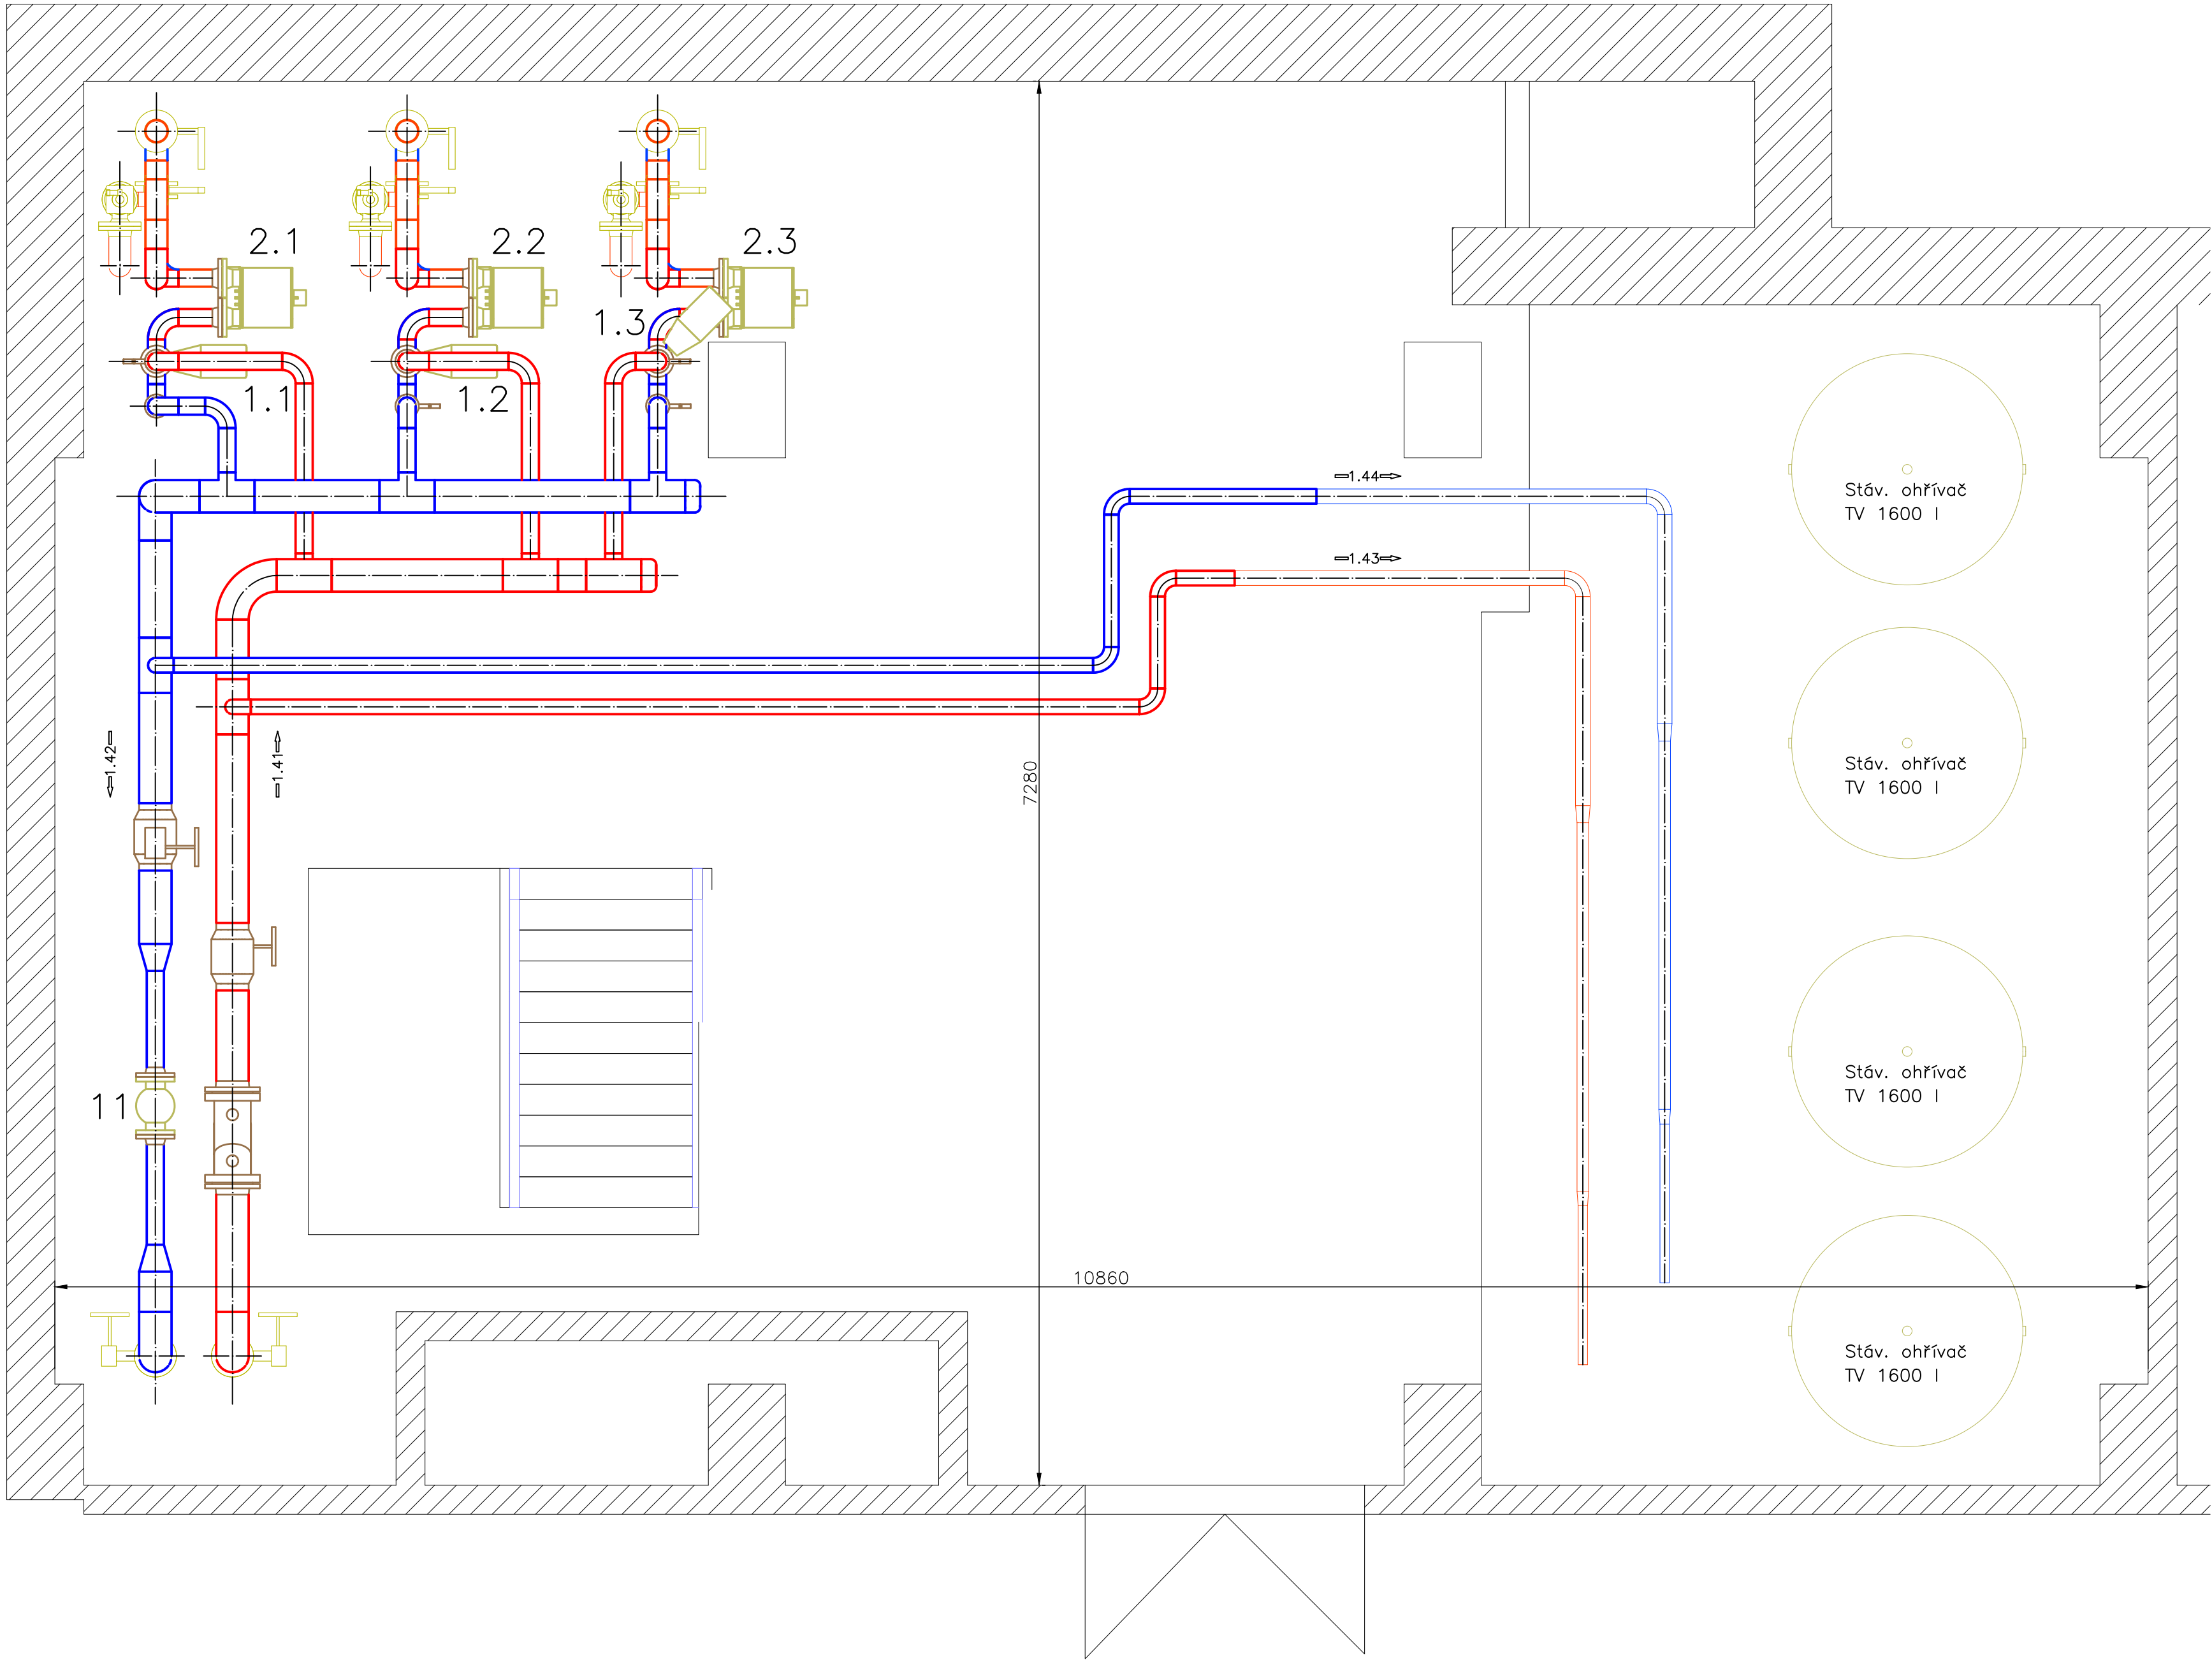 2.1
2.2
2.3
1.3
1.1
1.2
1.44
Stáv. ohřívač
TV 1600 l
1.43
1.42
1.41
7280
Stáv. ohřívač
TV 1600 l
11
Stáv. ohřívač
TV 1600 l
10860
Stáv. ohřívač
TV 1600 l